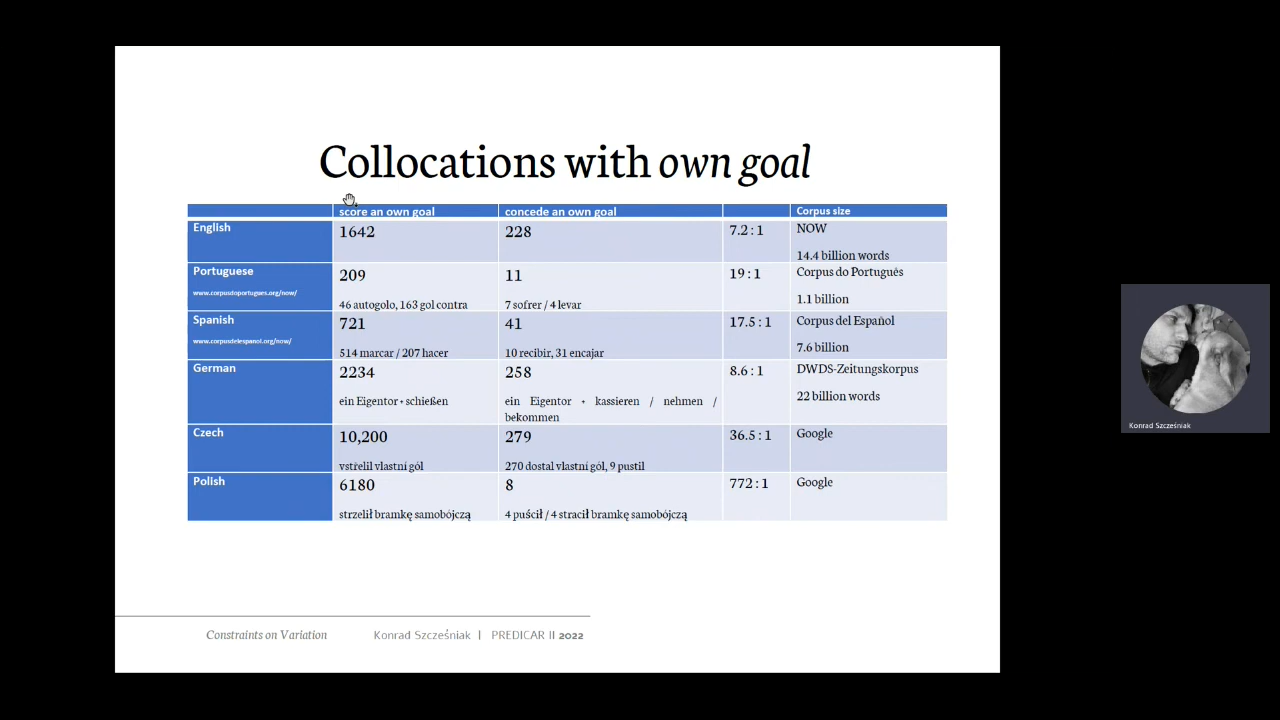 Collocations with own goal
score an own goal concede an own goal Corpus size
English 1642 228 7.2 : 1 NOW
14.4 billion words
Portuguese 209 11 19 : 1 Corpus do Português
www.corpusdoportugues.org/now/
46 autogolo, 163 gol contra 7 sofrer / 4 levar 1.1 billion
Spanish 721 41 17.5 : 1 Corpus del Español
www.corpusdelespanol.org/now/
514 marcar / 207 hacer 10 recibir, 31 encajar 7.6 billion
German 2234 258 8.6 : 1 DWDS-Zeitungskorpus
ein Eigentor + schießen ein Eigentor + kassieren / nehmen / 22 billion words
bekommen
Czech 10,200 279 36.5 : 1 Google
vstřelil vlastní gól 270 dostal vlastní gól, 9 pustil
Polish 6180 8 772 : 1 Google
strzelił bramkę samobójczą 4 puścił / 4 stracił bramkę samobójczą
Constraints on Variation Konrad Szcześniak | PREDICAR II 2022
Konrad Szcześniak